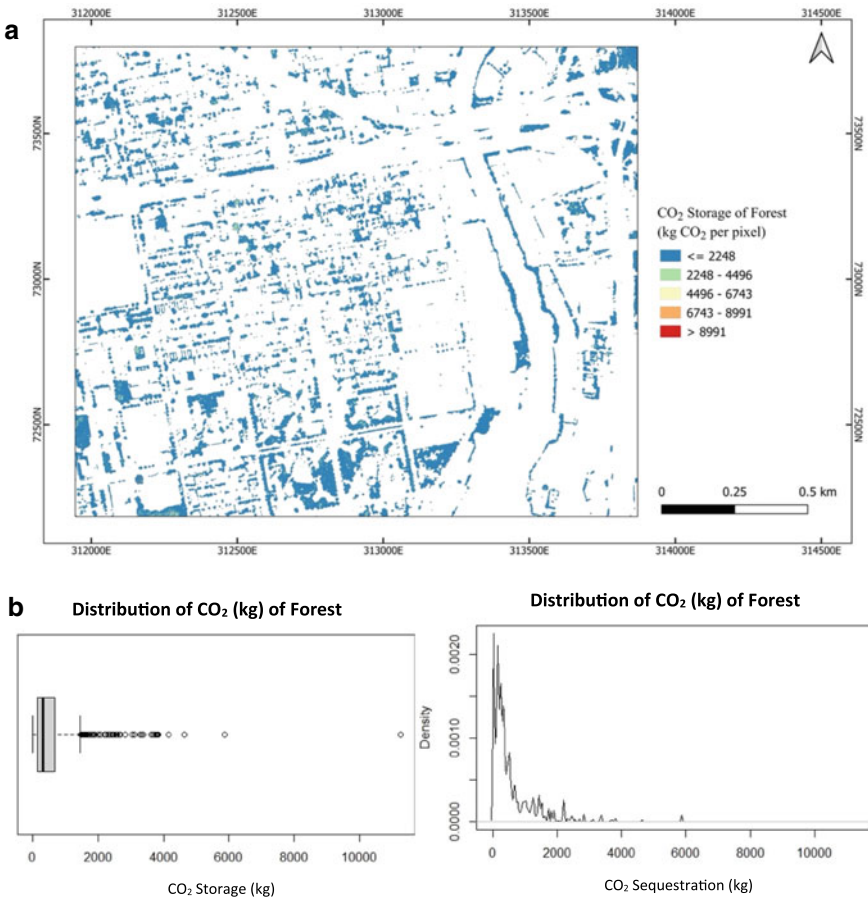 a
312000E 312500E 313000E 313500E 314000E 314500E
73500N 73500N
73000N 73000N
72500N 72500N
CO₂ Storage of Forest
(kg CO₂ per pixel)
<= 2248
2248 - 4496
4496 - 6743
6743 - 8991
> 8991
0 0.25 0.5 km
312000E 312500E 313000E 313500E 314000E 314500E
b
Distribution of CO₂ (kg) of Forest
0 2000 4000 6000 8000 10000
CO₂ Storage (kg)
Distribution of CO₂ (kg) of Forest
Density
0.0020
0.0010
0.0000
0 2000 4000 6000 8000 10000
CO₂ Sequestration (kg)